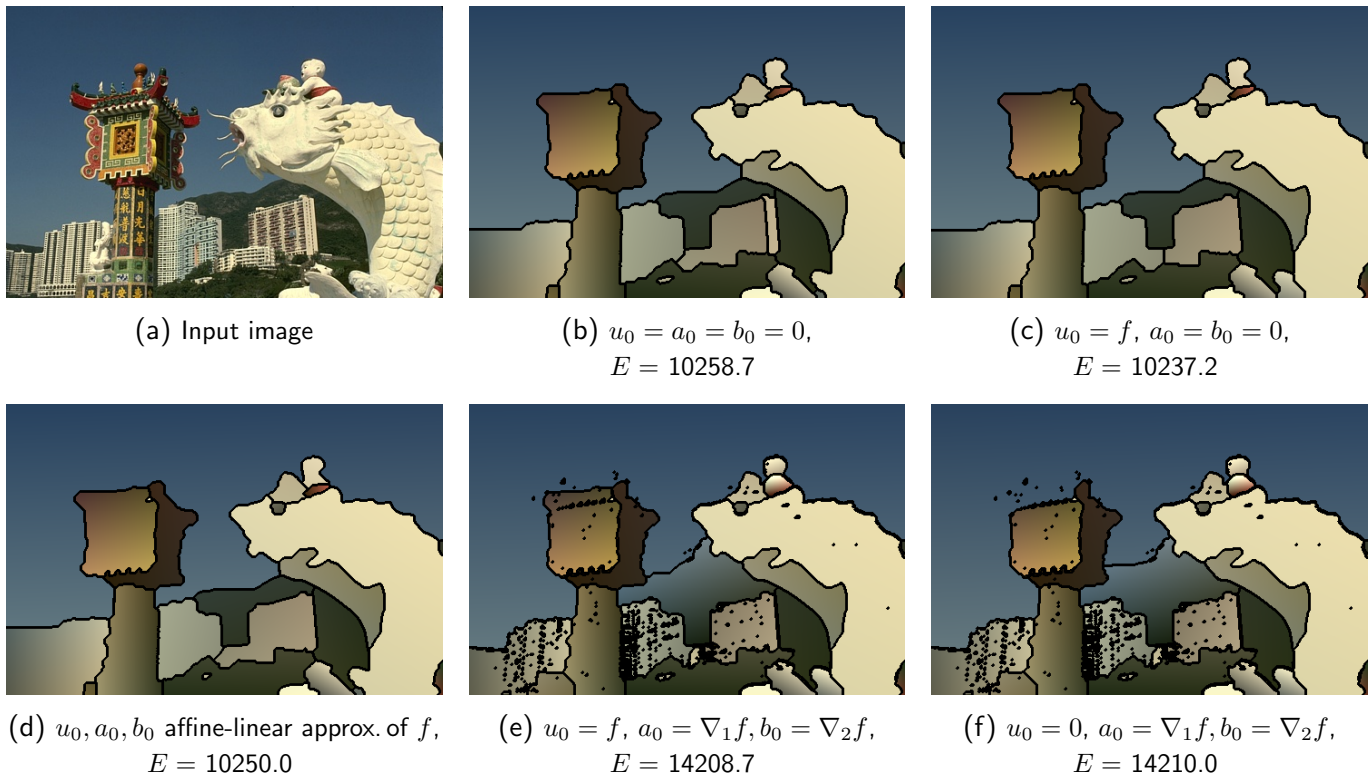 (a) Input image
(b) u₀ = a₀ = b₀ = 0,
E = 10258.7
(c) u₀ = f, a₀ = b₀ = 0,
E = 10237.2
(d) u₀, a₀, b₀ affine-linear approx. of f,
E = 10250.0
(e) u₀ = f, a₀ = ∇₁f, b₀ = ∇₂f,
E = 14208.7
(f) u₀ = 0, a₀ = ∇₁f, b₀ = ∇₂f,
E = 14210.0